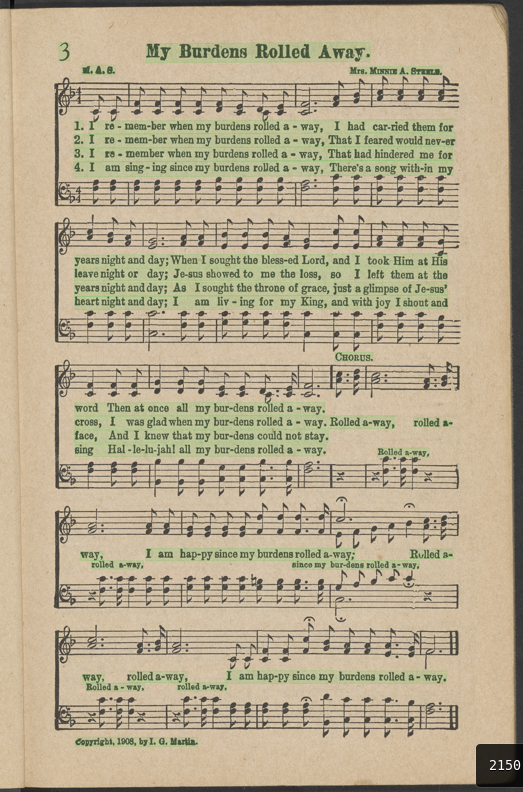 3
My Burdens Rolled Away.
M. A. S.
Mrs. Minnie A. Steele.
1. I re - mem-ber when my burdens rolled a - way, I had car-ried them for
2. I re - mem-ber when my burdens rolled a - way, That I feared would nev-er
3. I re - member when my burdens rolled a - way, That had hindered me for
4. I am sing - ing since my burdens rolled a - way, There's a song with-in my
years night and day; When I sought the bless-ed Lord, and I took Him at His
leave night or day; Je-sus showed to me the loss, so I left them at the
years night and day; As I sought the throne of grace, just a glimpse of Je-sus'
heart night and day; I am liv - ing for my King, and with joy I shout and
Chorus.
word Then at once all my bur-dens rolled a - way.
cross, I was glad when my bur-dens rolled a - way. Rolled a-way, rolled a-
face, And I knew that my bur-dens could not stay.
sing Hal - le-lu-jah! all my bur-dens rolled a - way.
Rolled a-way,
way, I am hap-py since my burdens rolled a-way; Rolled a-
rolled a-way, since my bur-dens rolled a-way,
way, rolled a-way, I am hap-py since my burdens rolled a - way.
Rolled a - way, rolled a-way,
Copyright, 1908, by I. G. Martin.
2150